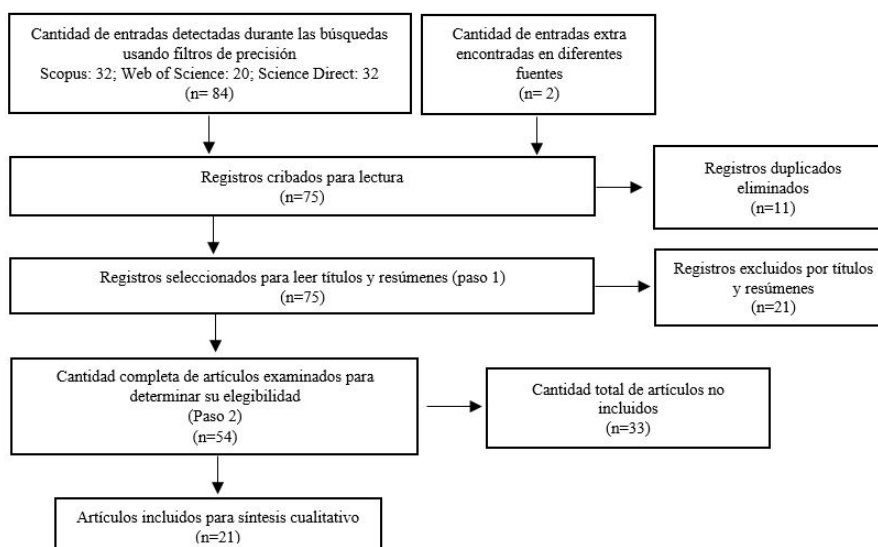 Cantidad de entradas detectadas durante las búsquedas
usando filtros de precisión
Scopus: 32; Web of Science: 20; Science Direct: 32
(n= 84)
Cantidad de entradas extra
encontradas en diferentes
fuentes
(n= 2)
Registros cribados para lectura
(n=75)
Registros duplicados
eliminados
(n=11)
Registros seleccionados para leer títulos y resúmenes (paso 1)
(n=75)
Registros excluidos por títulos
y resúmenes
(n=21)
Cantidad completa de artículos examinados para
determinar su elegibilidad
(Paso 2)
(n=54)
Cantidad total de artículos no
incluidos
(n=33)
Artículos incluidos para síntesis cualitativo
(n=21)